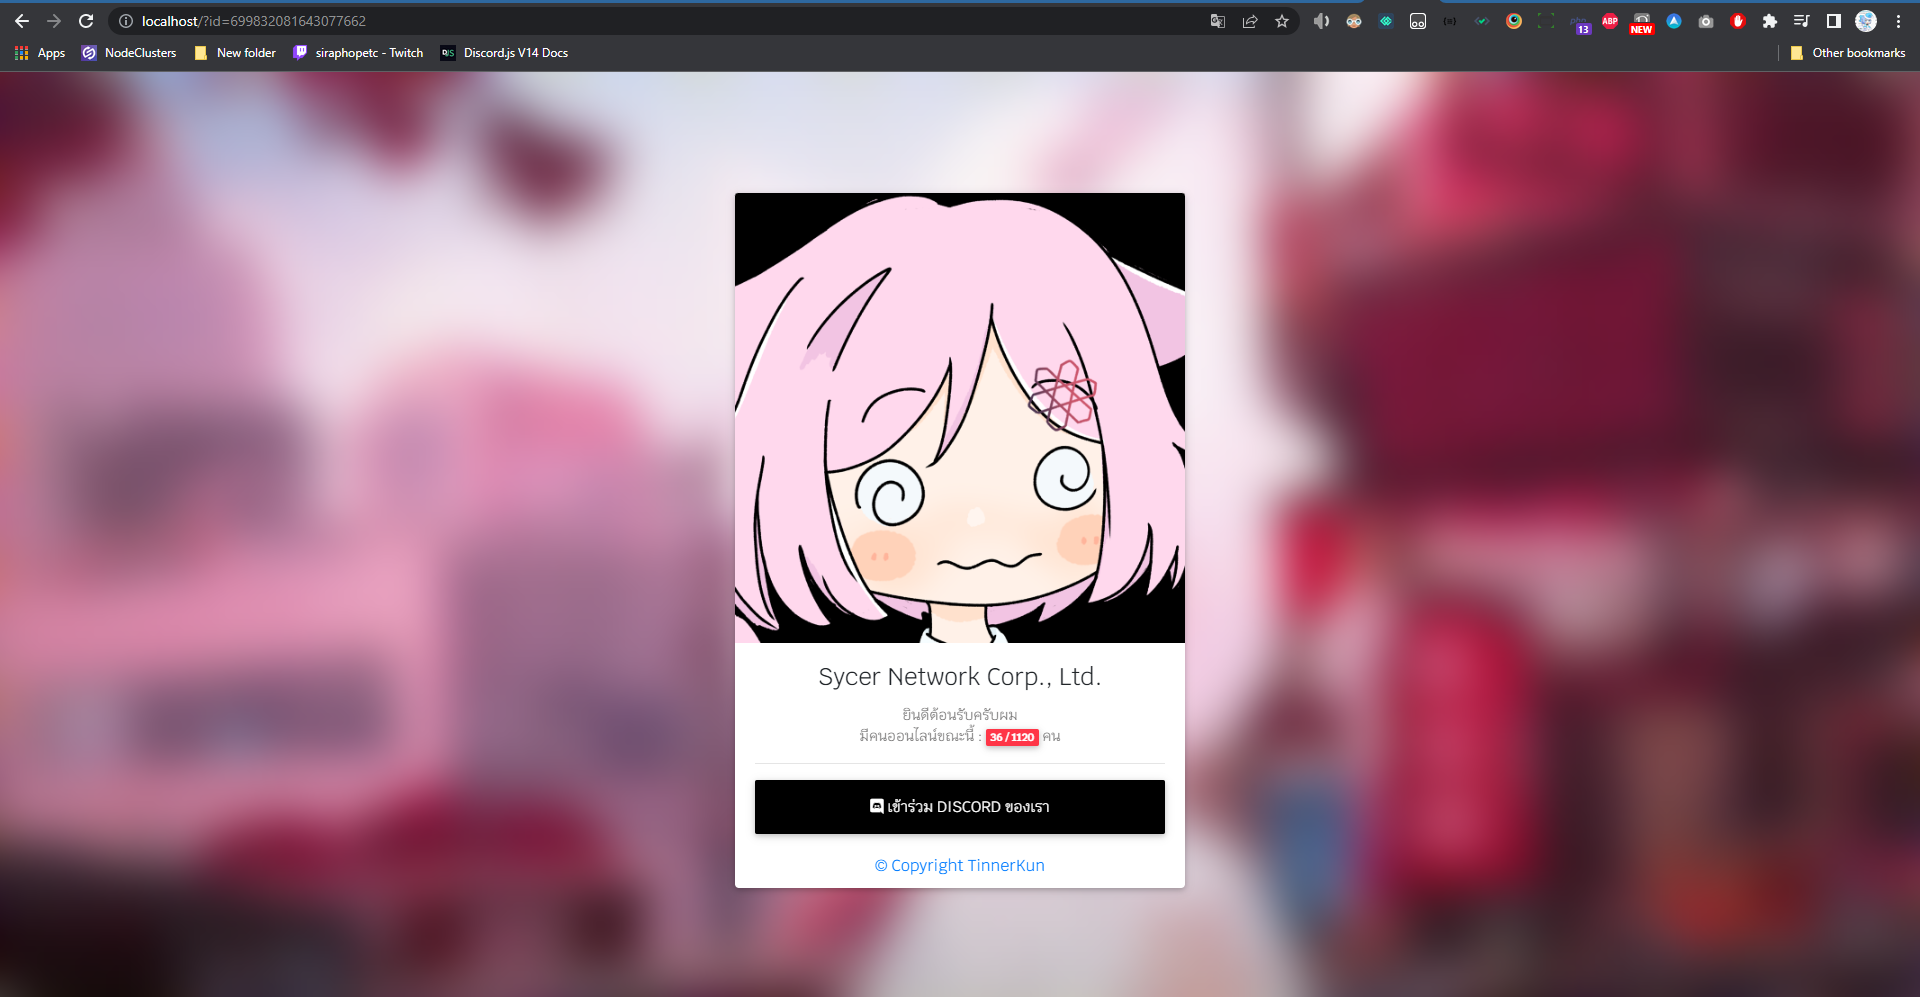 localhost/?id=699832081643077662
ABP
13
NEW
Apps
NodeClusters
New folder
siraphopetc - Twitch
DJS
Discord.js V14 Docs
Other bookmarks
Sycer Network Corp., Ltd.
ยินดีต้อนรับครับผม
มีคนออนไลน์ขณะนี้ : 36 / 1120 คน
เข้าร่วม DISCORD ของเรา
© Copyright TinnerKun